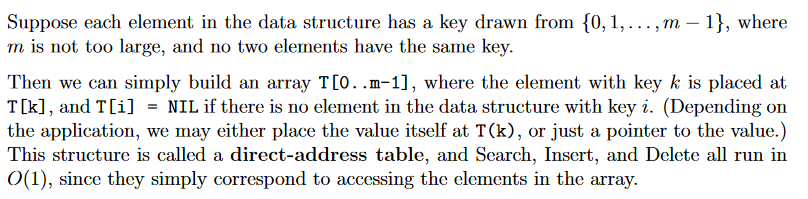 Suppose each element in the data structure has a key drawn from {0, 1, . . . , m − 1}, where
m is not too large, and no two elements have the same key.
Then we can simply build an array T[0..m-1], where the element with key k is placed at
T[k], and T[i] = NIL if there is no element in the data structure with key i. (Depending on
the application, we may either place the value itself at T(k), or just a pointer to the value.)
This structure is called a direct-address table, and Search, Insert, and Delete all run in
O(1), since they simply correspond to accessing the elements in the array.